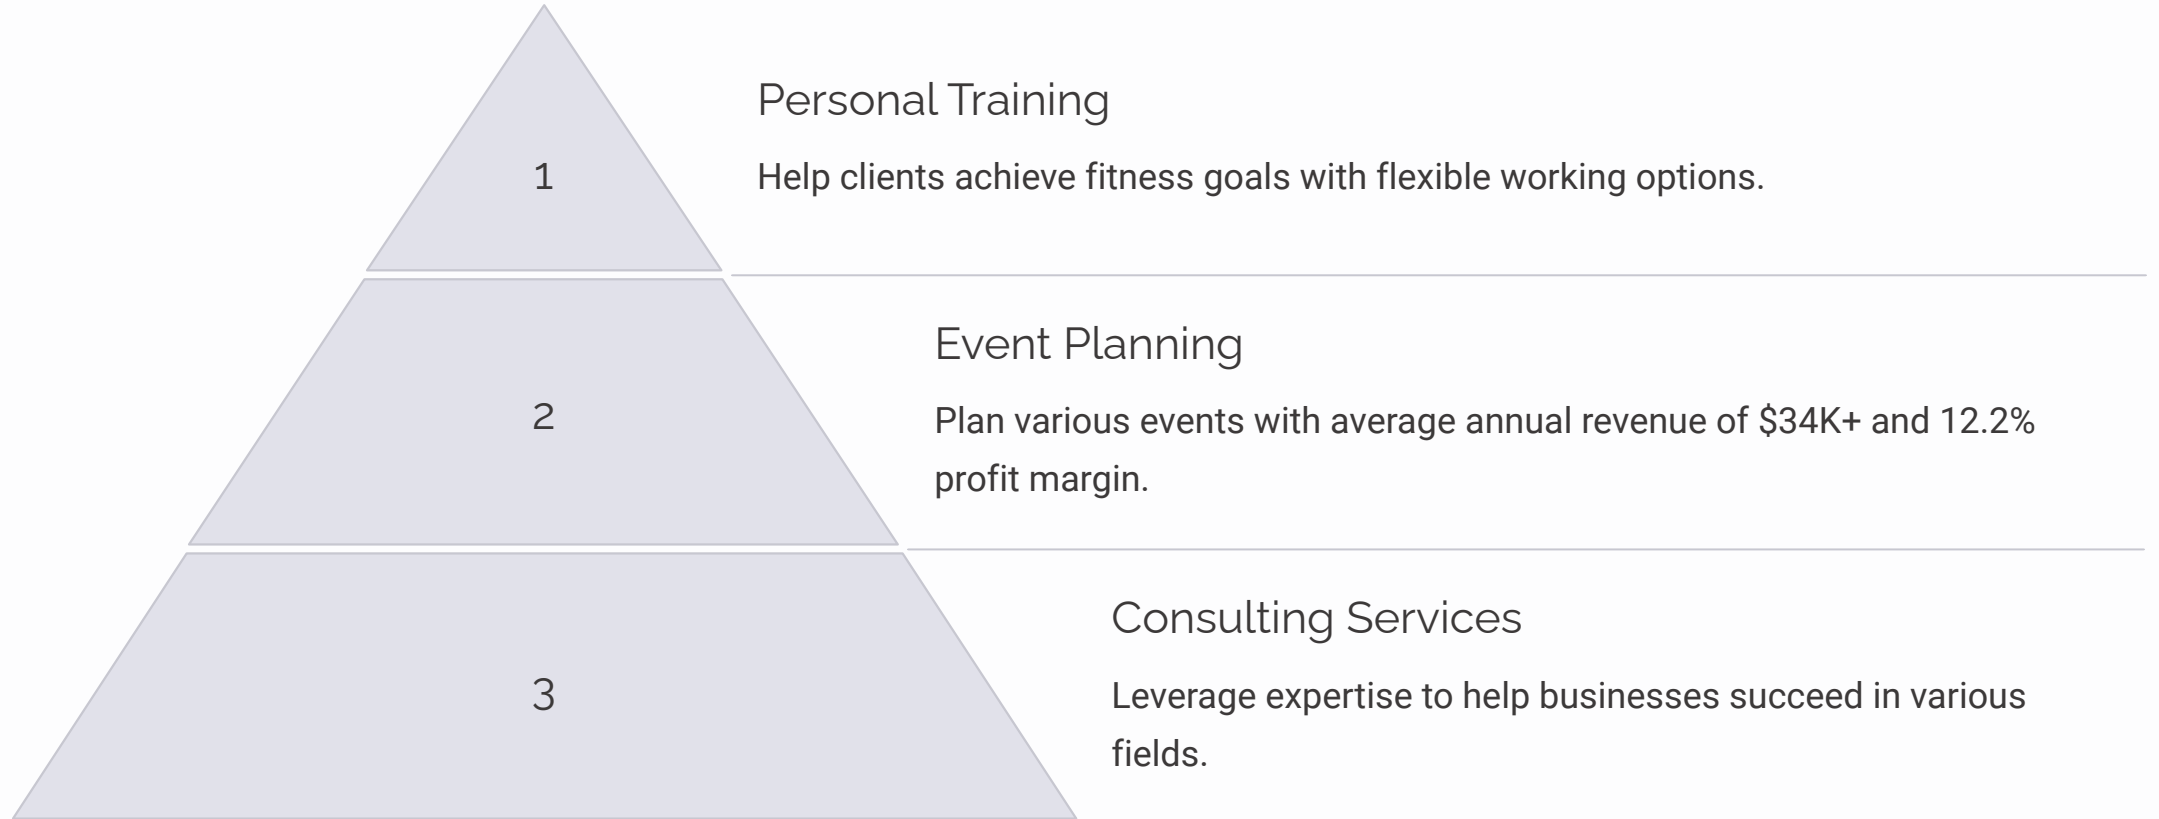 1
Personal Training
Help clients achieve fitness goals with flexible working options.
2
Event Planning
Plan various events with average annual revenue of $34K+ and 12.2%
profit margin.
3
Consulting Services
Leverage expertise to help businesses succeed in various
fields.